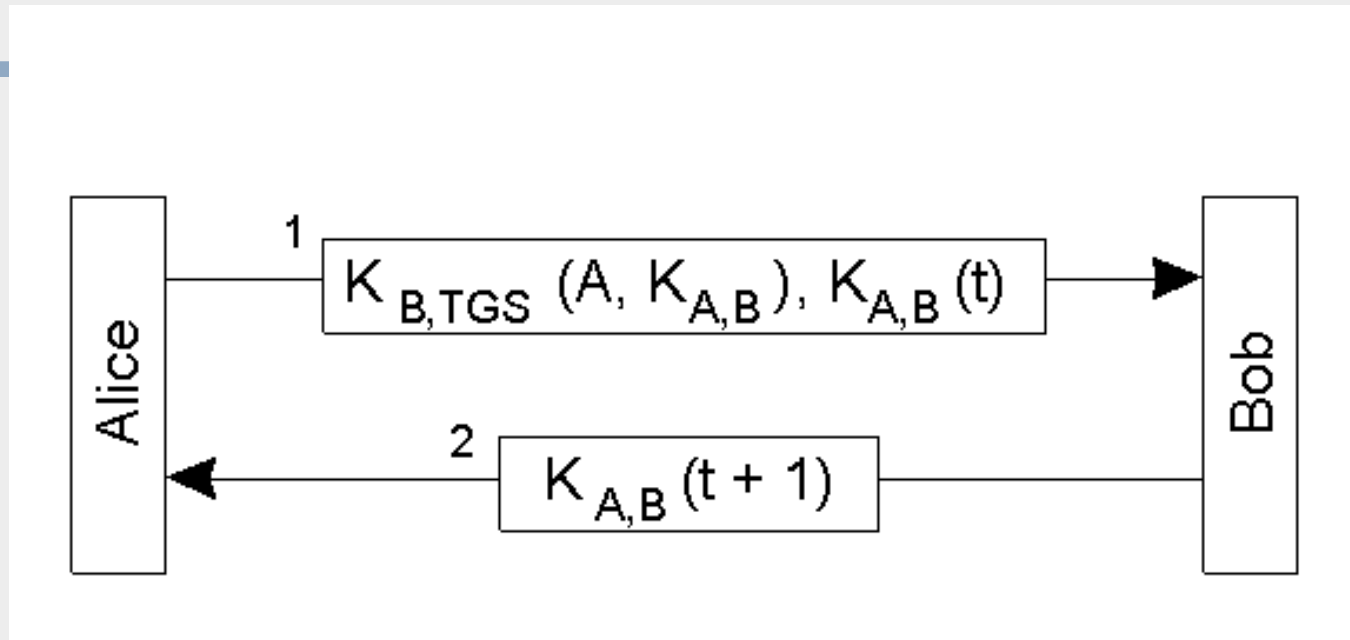 Alice
1
K B,TGS (A, K A,B ), K A,B (t)
2
K A,B (t + 1)
Bob